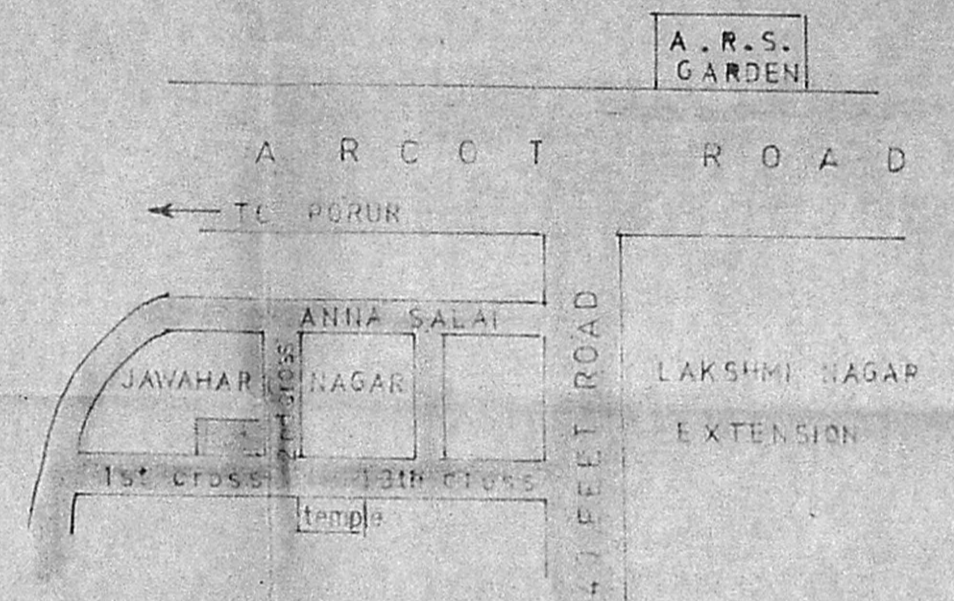 A.R.S.
GARDEN
ARCOT ROAD
TO PORUR
ANNA SALAI
JAWAHAR NAGAR
2nd cross
1st cross
13th cross
temple
FEET ROAD
LAKSHMI NAGAR
EXTENSION